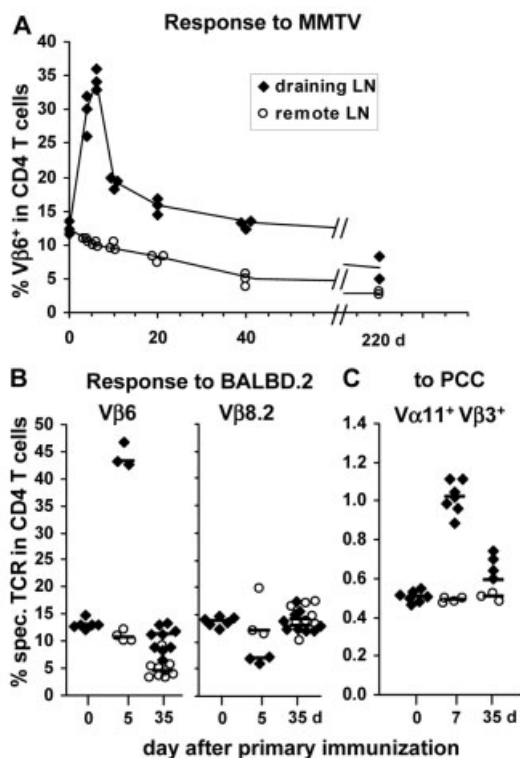 A Response to MMTV
% Vβ6⁺ in CD4 T cells
40
35
30
25
20
15
10
5
0
◆ draining LN
○ remote LN
0 20 40 220 d
B Response to BALBD.2
Vβ6 Vβ8.2
C to PCC
Vα11⁺ Vβ3⁺
% spec. TCR in CD4 T cells
50
45
40
35
30
25
20
15
10
5
0
1.4
1.2
1.0
0.8
0.6
0.4
0.2
0.0
0 5 35 0 5 35 d 0 7 35 d
day after primary immunization